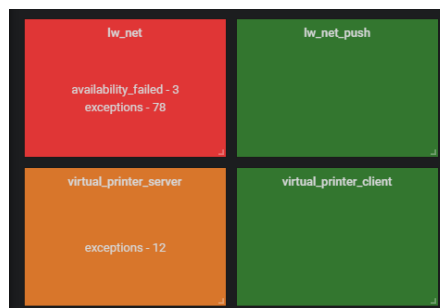 lw_net
lw_net_push
availability_failed - 3
exceptions - 78
virtual_printer_server
virtual_printer_client
exceptions - 12